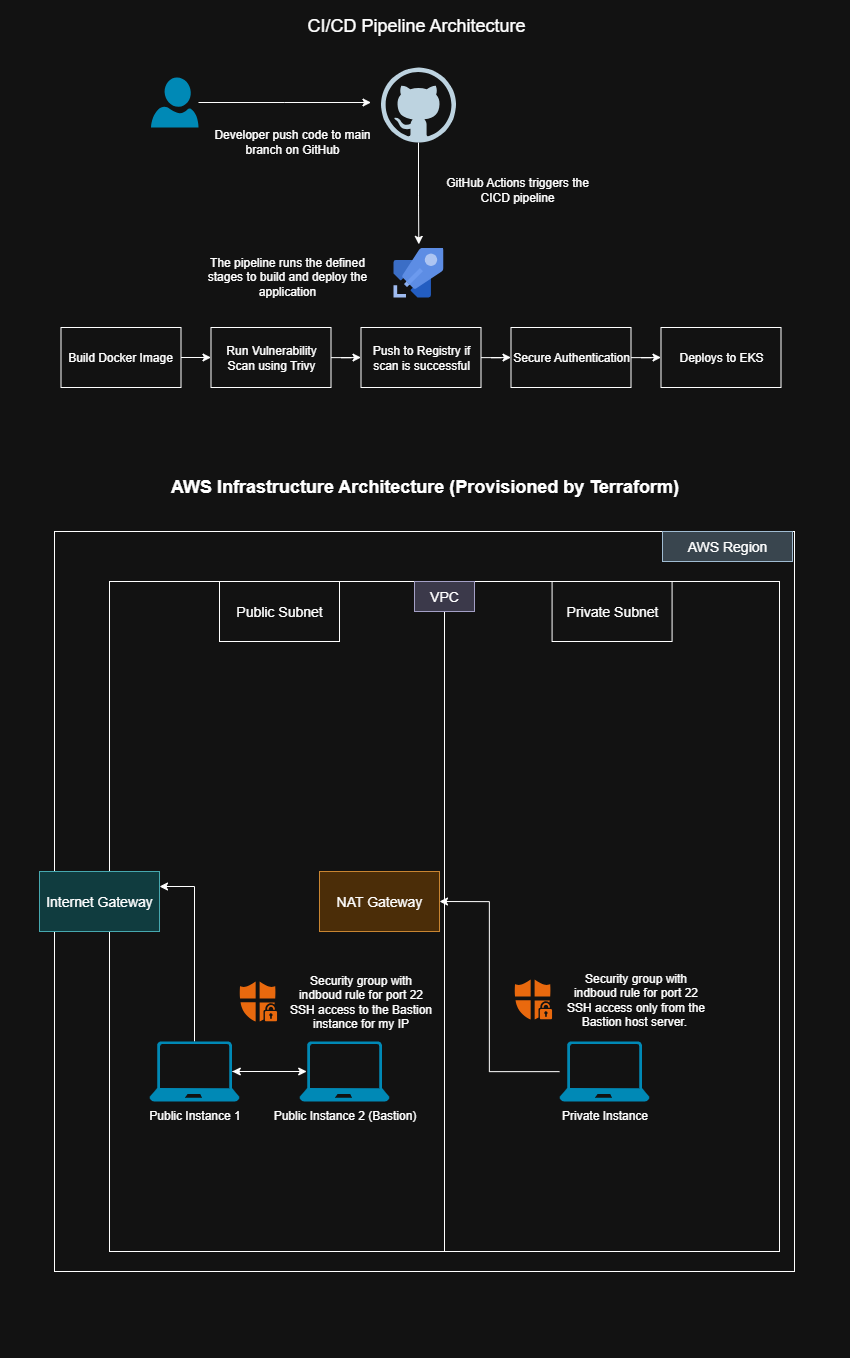 CI/CD Pipeline Architecture
Developer push code to main
branch on GitHub
GitHub Actions triggers the
CICD pipeline
The pipeline runs the defined
stages to build and deploy the
application
Build Docker Image
Run Vulnerability
Scan using Trivy
Push to Registry if
scan is successful
Secure Authentication
Deploys to EKS
AWS Infrastructure Architecture (Provisioned by Terraform)
AWS Region
Public Subnet
VPC
Private Subnet
Internet Gateway
NAT Gateway
Security group with
indboud rule for port 22
SSH access to the Bastion
instance for my IP
Security group with
indboud rule for port 22
SSH access only from the
Bastion host server.
Public Instance 1
Public Instance 2 (Bastion)
Private Instance